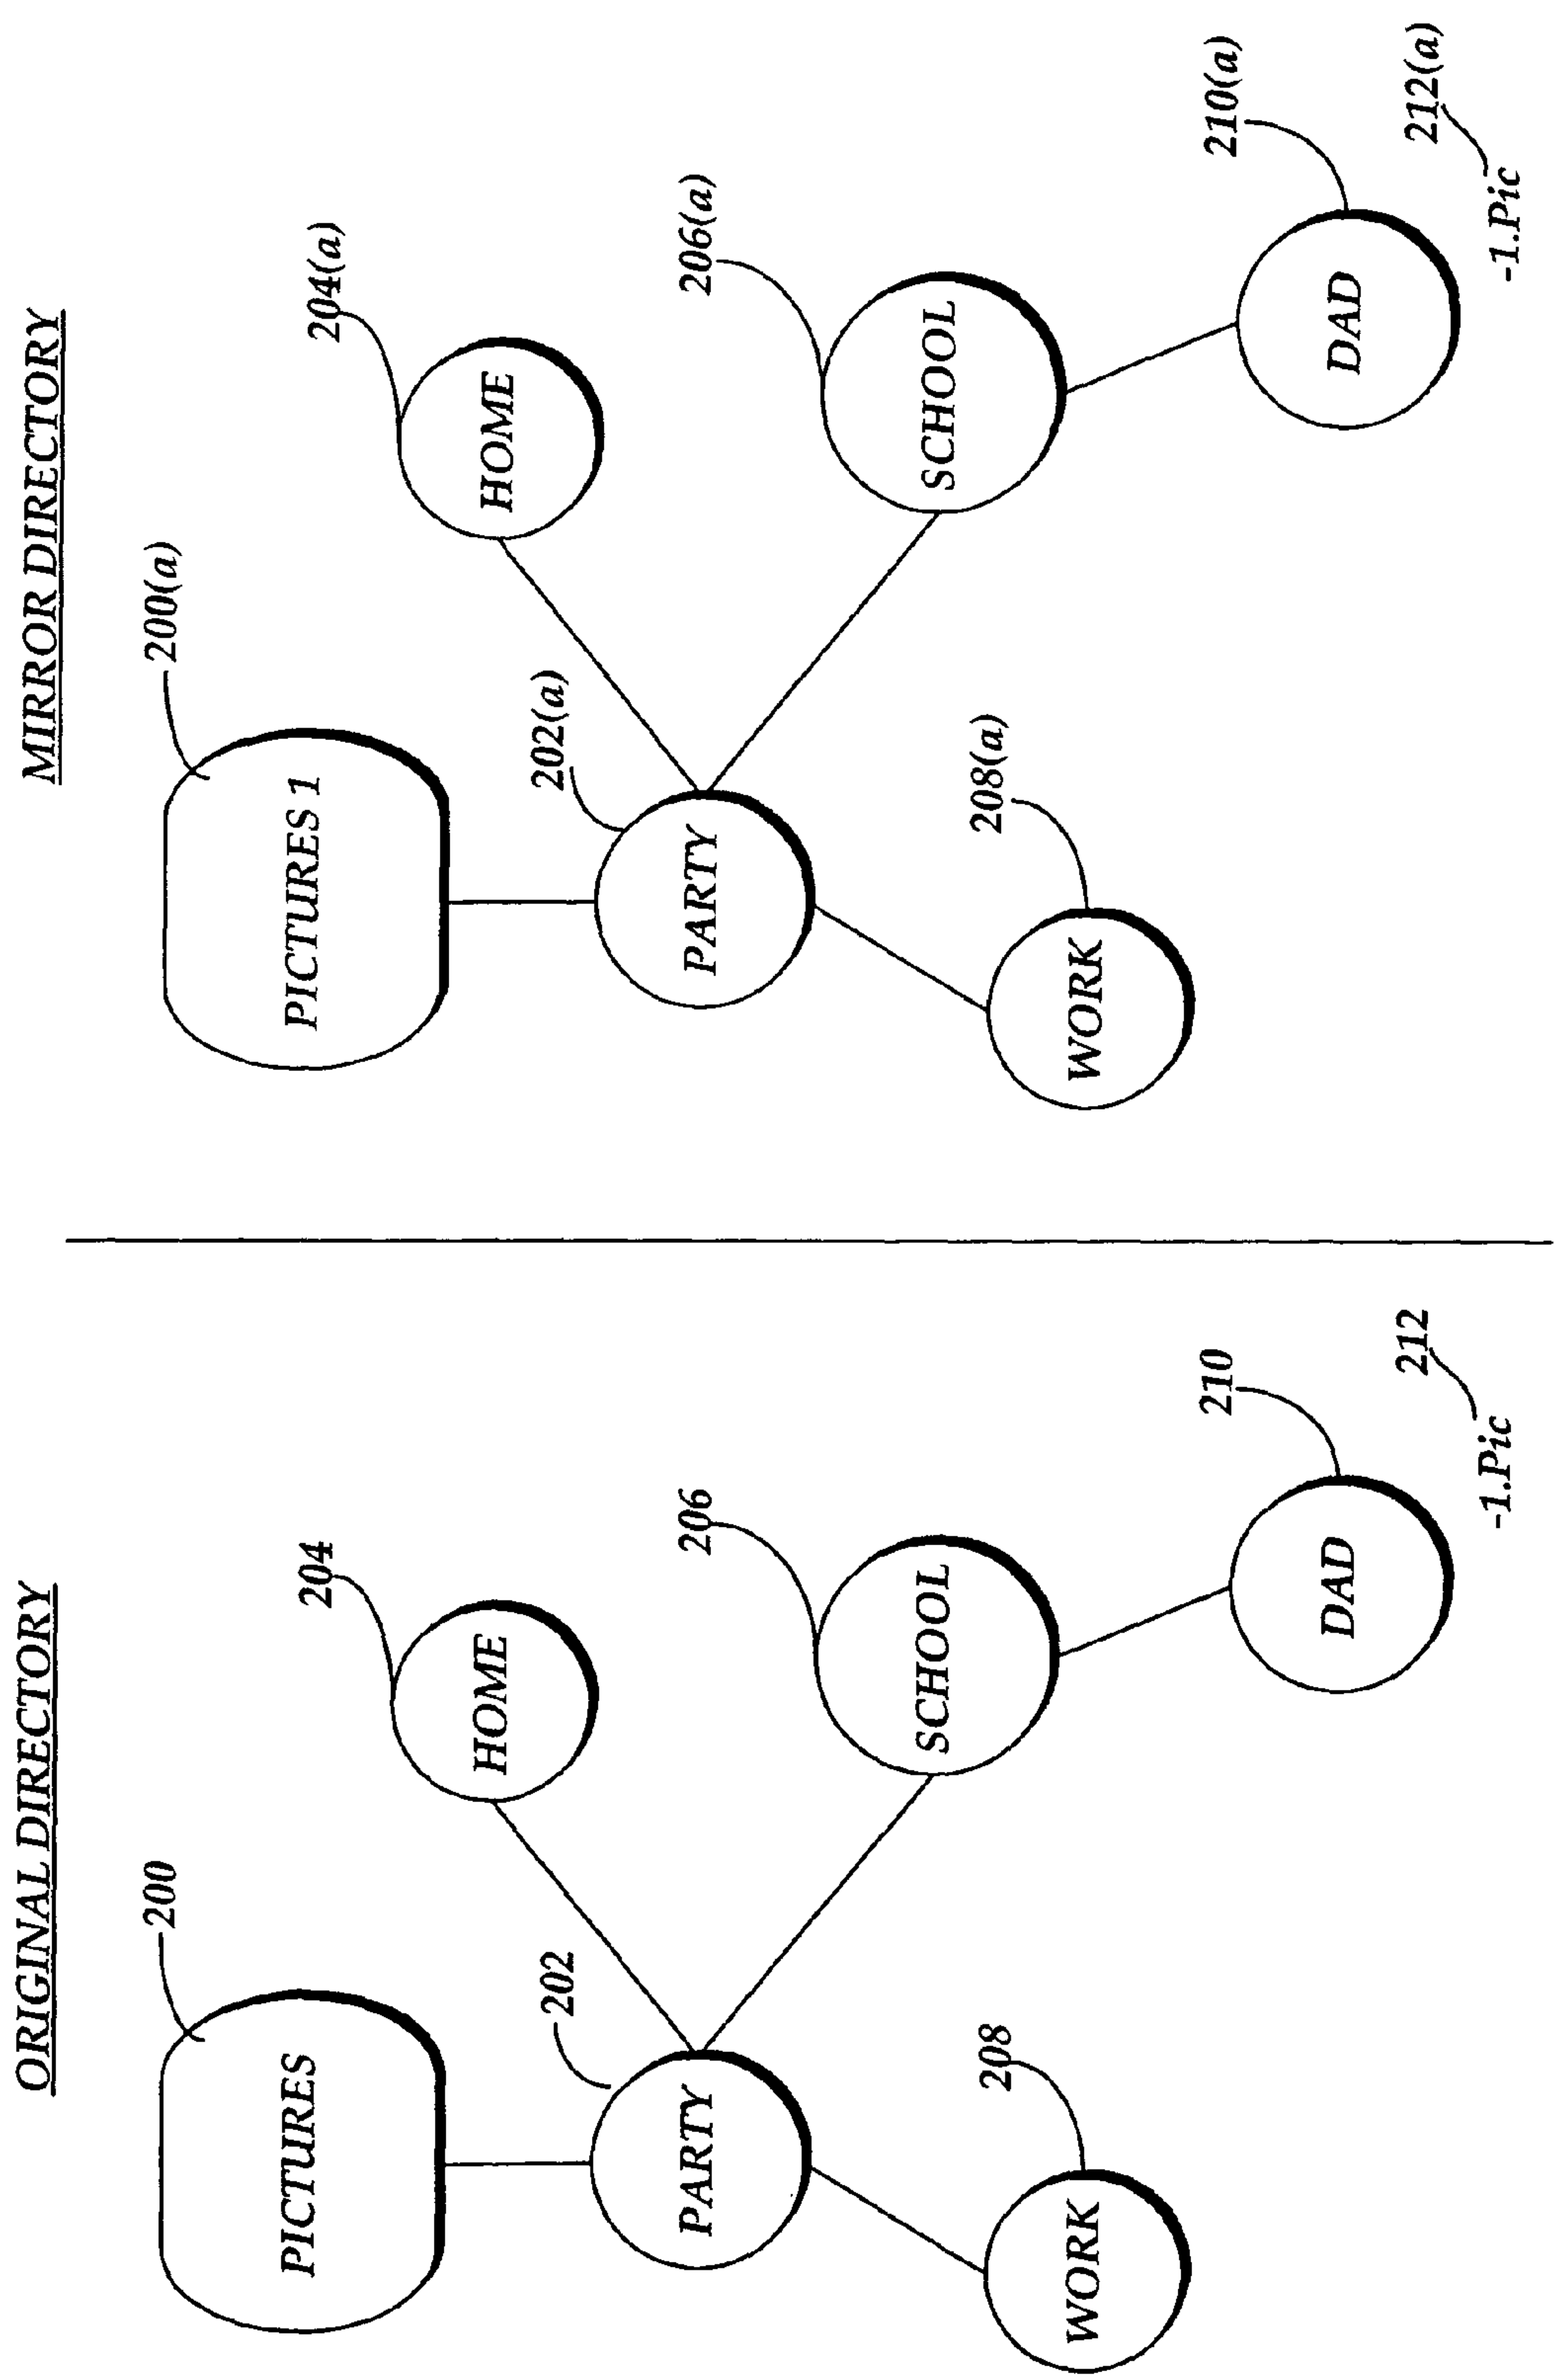 ORIGINAL DIRECTORY
200
PICTURES
204
202
HOME
PARTY
206
208
SCHOOL
WORK
210
DAD
212
-1.Pic
MIRROR DIRECTORY
200(a)
PICTURES 1
204(a)
202(a)
HOME
PARTY
206(a)
208(a)
SCHOOL
WORK
210(a)
DAD
212(a)
-1.Pic